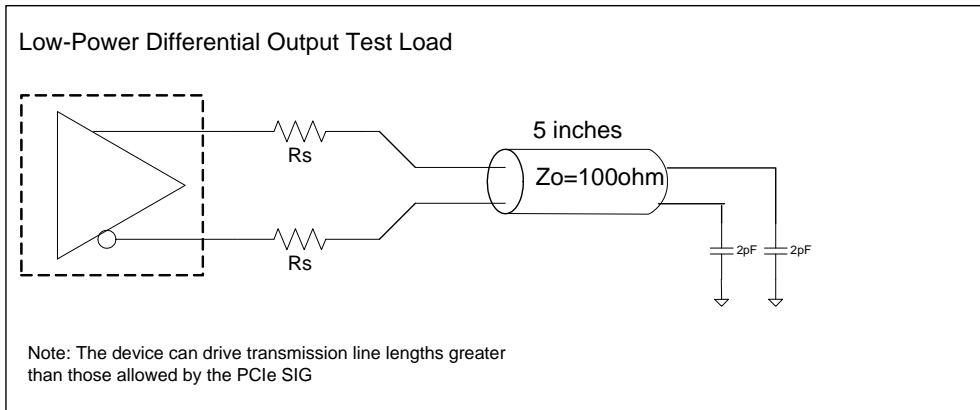 Low-Power Differential Output Test Load
5 inches
Rs
Zo=100ohm
Rs
2pF
2pF
Note: The device can drive transmission line lengths greater
than those allowed by the PCIe SIG